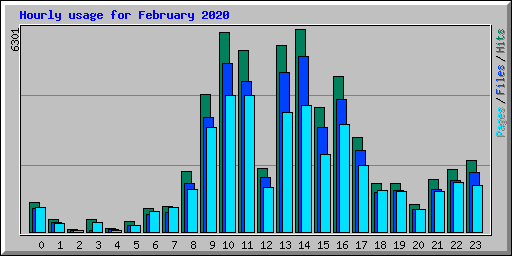 Hourly usage for February 2020
6301
Pages/Files/Hits
0 1 2 3 4 5 6 7 8 9 10 11 12 13 14 15 16 17 18 19 20 21 22 23